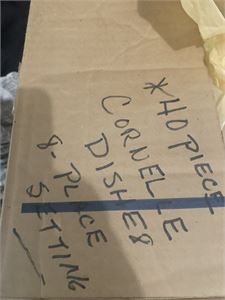 *40 PIECE
CORNELLE
DISHES
8-PLACE
SETTING